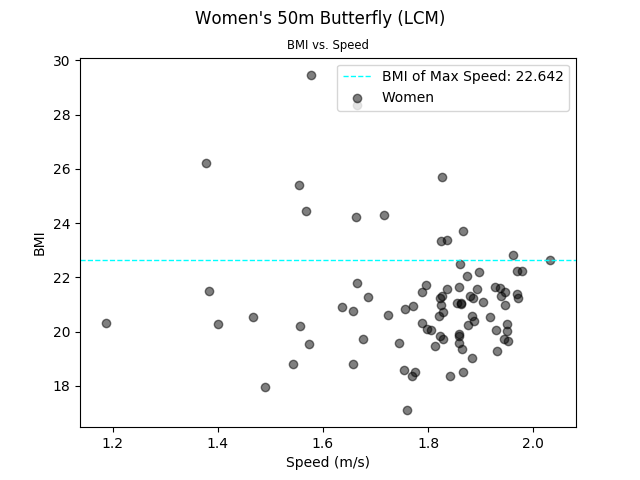 Women's 50m Butterfly (LCM)
BMI vs. Speed
BMI of Max Speed: 22.642
Women
30
28
26
24
22
20
18
BMI
1.2 1.4 1.6 1.8 2.0
Speed (m/s)